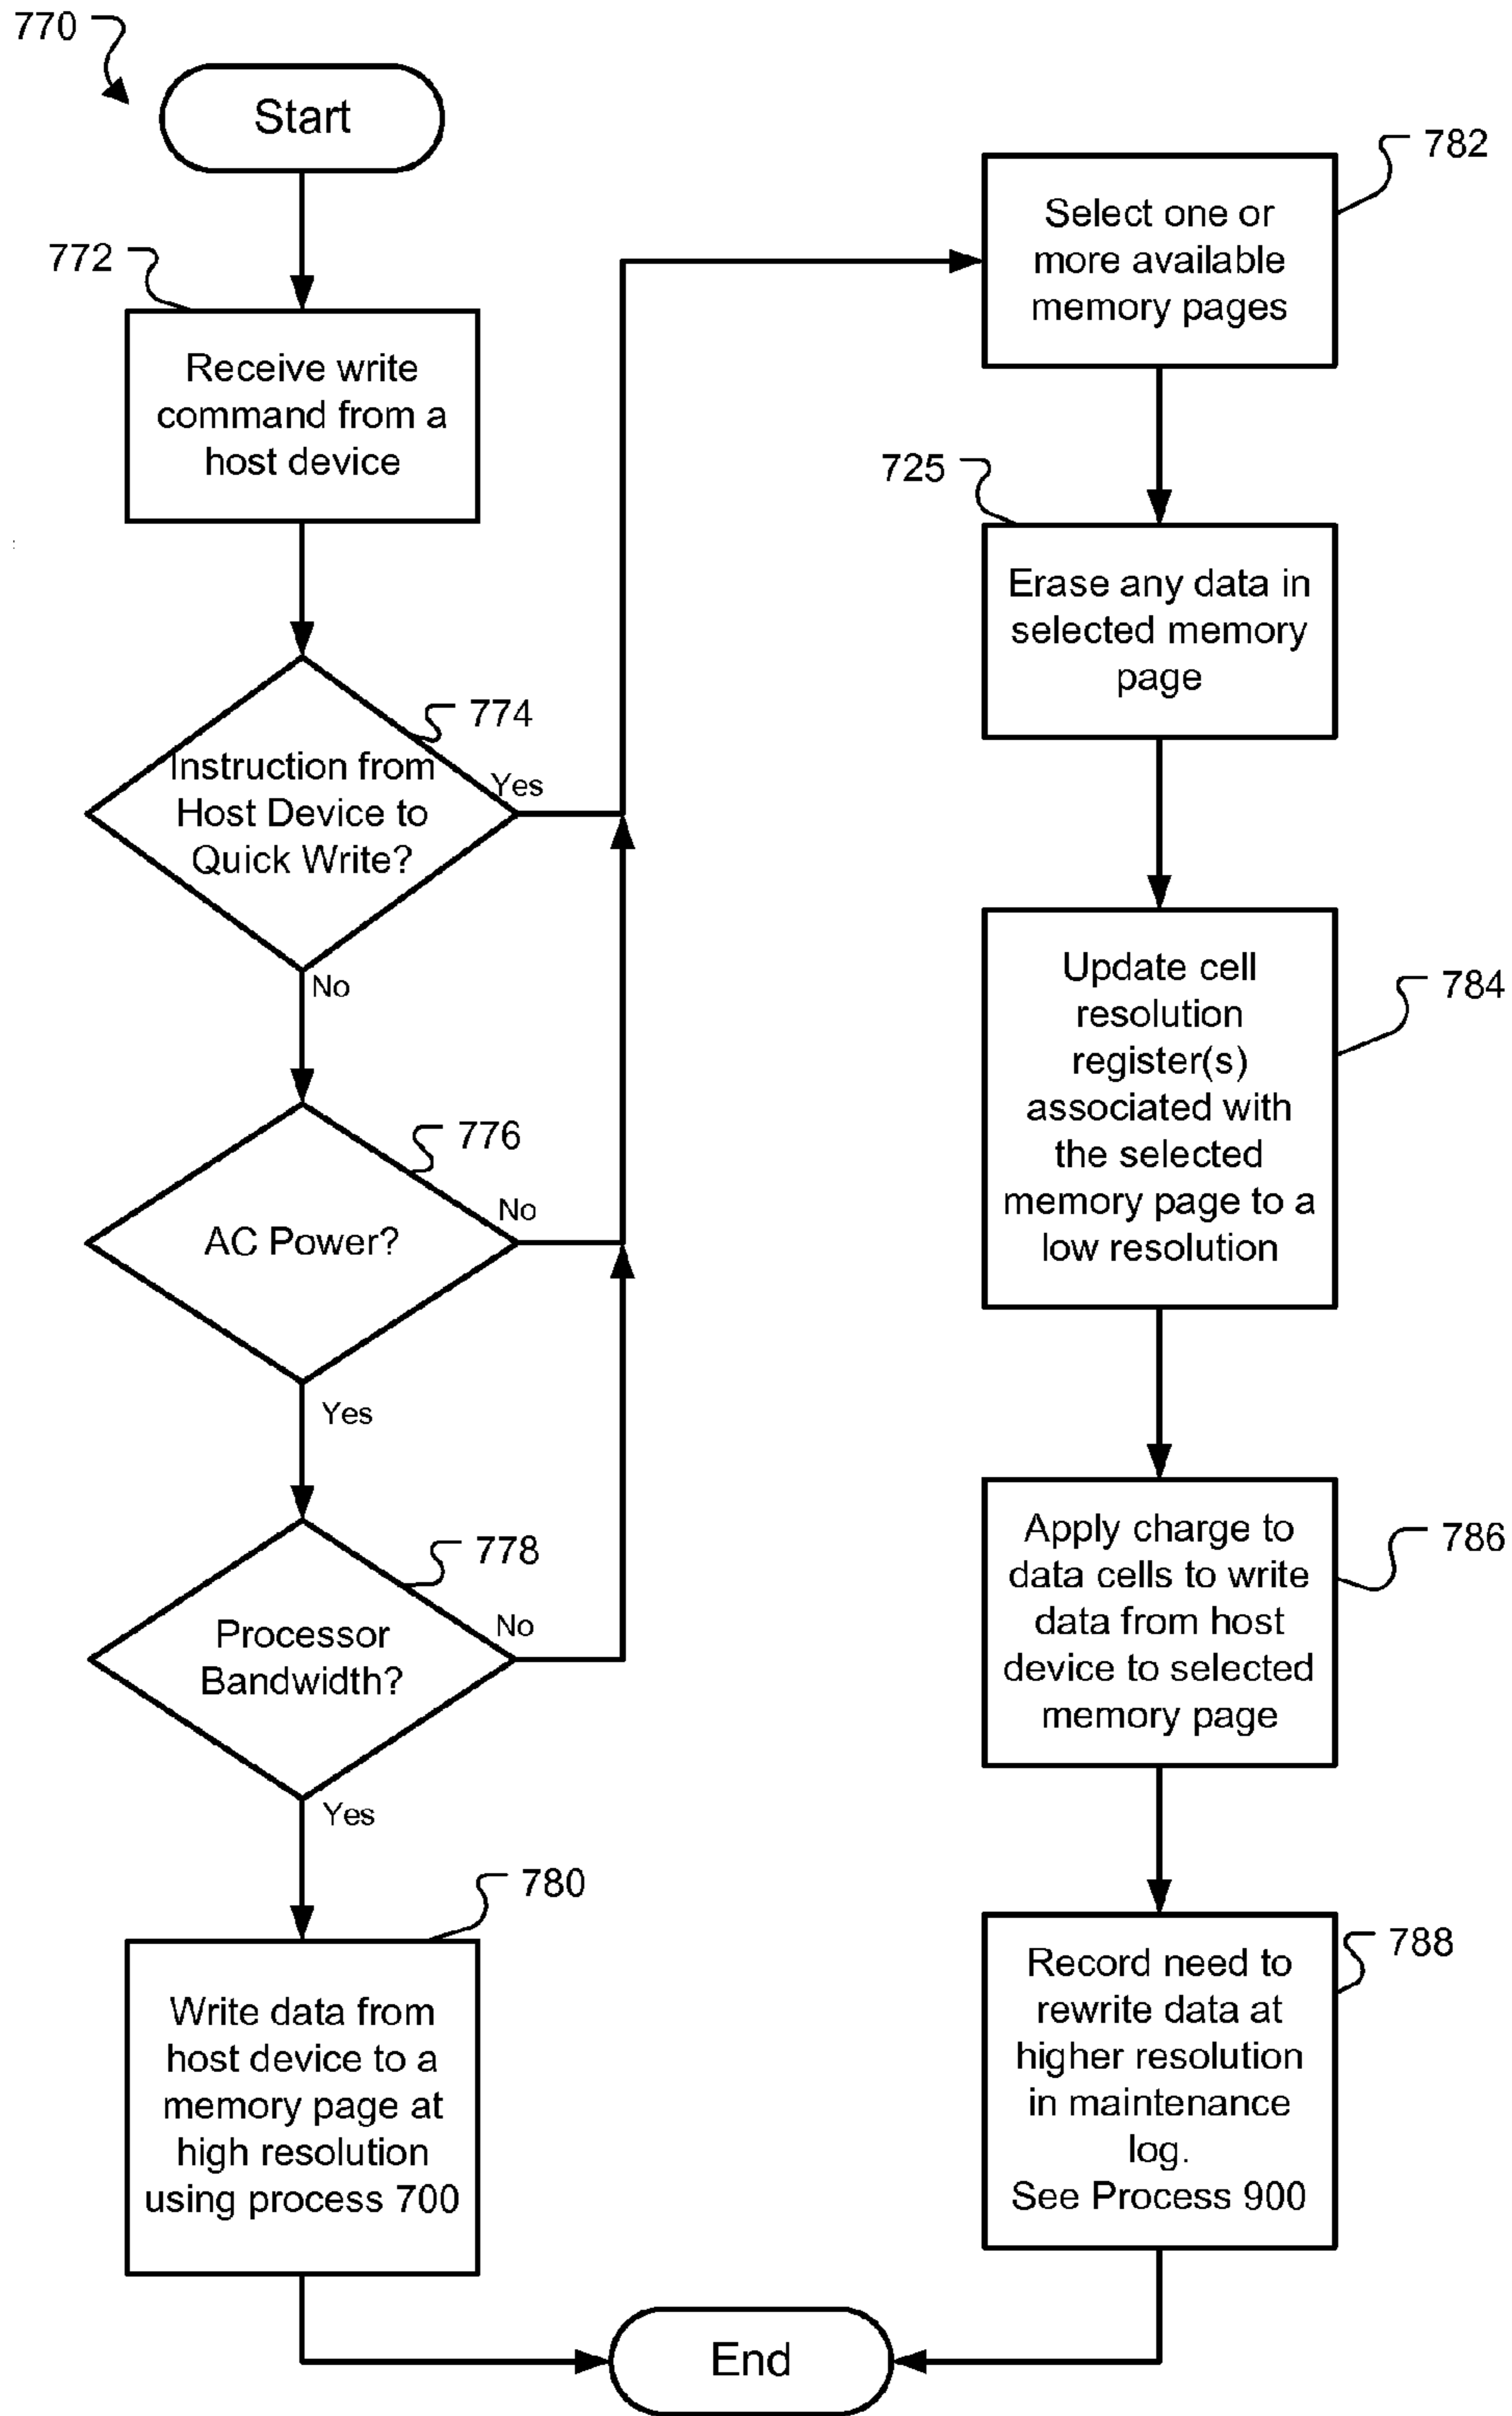 770
Start
772
Receive write
command from a
host device
774
Instruction from
Host Device to
Quick Write?
Yes
No
776
AC Power?
No
Yes
778
Processor
Bandwidth?
No
Yes
780
Write data from
host device to a
memory page at
high resolution
using process 700
782
Select one or
more available
memory pages
725
Erase any data in
selected memory
page
784
Update cell
resolution
register(s)
associated with
the selected
memory page to a
low resolution
786
Apply charge to
data cells to write
data from host
device to selected
memory page
788
Record need to
rewrite data at
higher resolution
in maintenance
log.
See Process 900
End